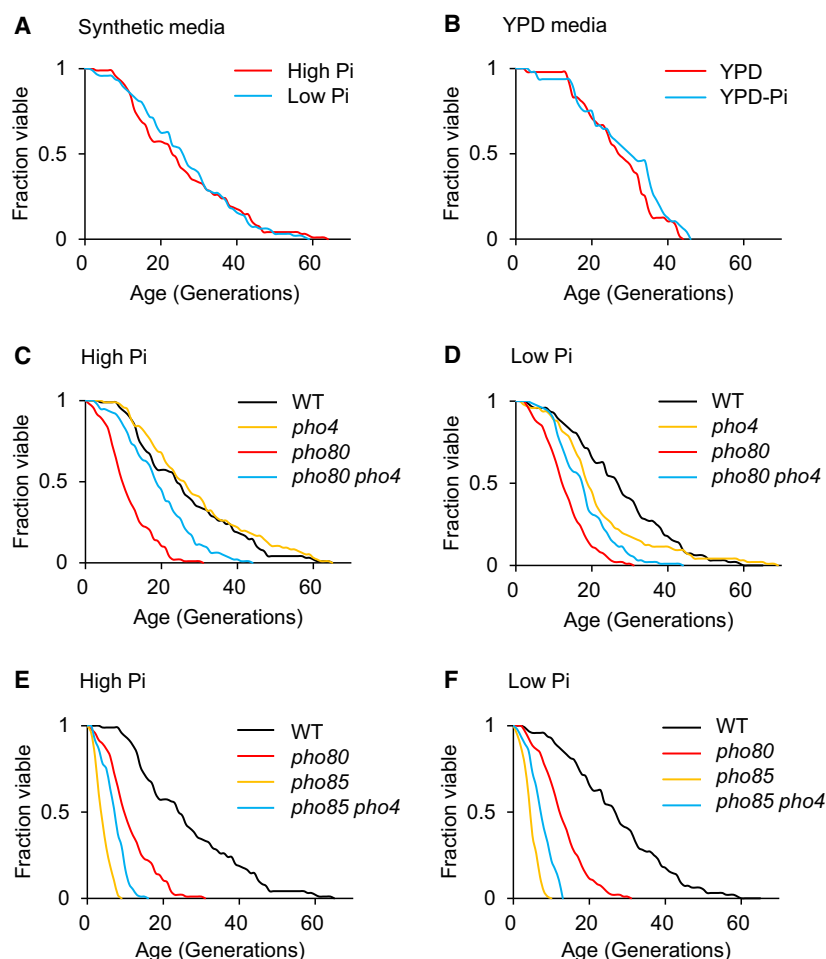 A Synthetic media
High Pi
Low Pi
1
0.5
0
Fraction viable
0 20 40 60
Age (Generations)
B YPD media
YPD
YPD-Pi
1
0.5
0
Fraction viable
0 20 40 60
Age (Generations)
C High Pi
WT
pho4
pho80
pho80 pho4
1
0.5
0
Fraction viable
0 20 40 60
Age (Generations)
D Low Pi
WT
pho4
pho80
pho80 pho4
1
0.5
0
Fraction viable
0 20 40 60
Age (Generations)
E High Pi
WT
pho80
pho85
pho85 pho4
1
0.5
0
Fraction viable
0 20 40 60
Age (Generations)
F Low Pi
WT
pho80
pho85
pho85 pho4
1
0.5
0
Fraction viable
0 20 40 60
Age (Generations)